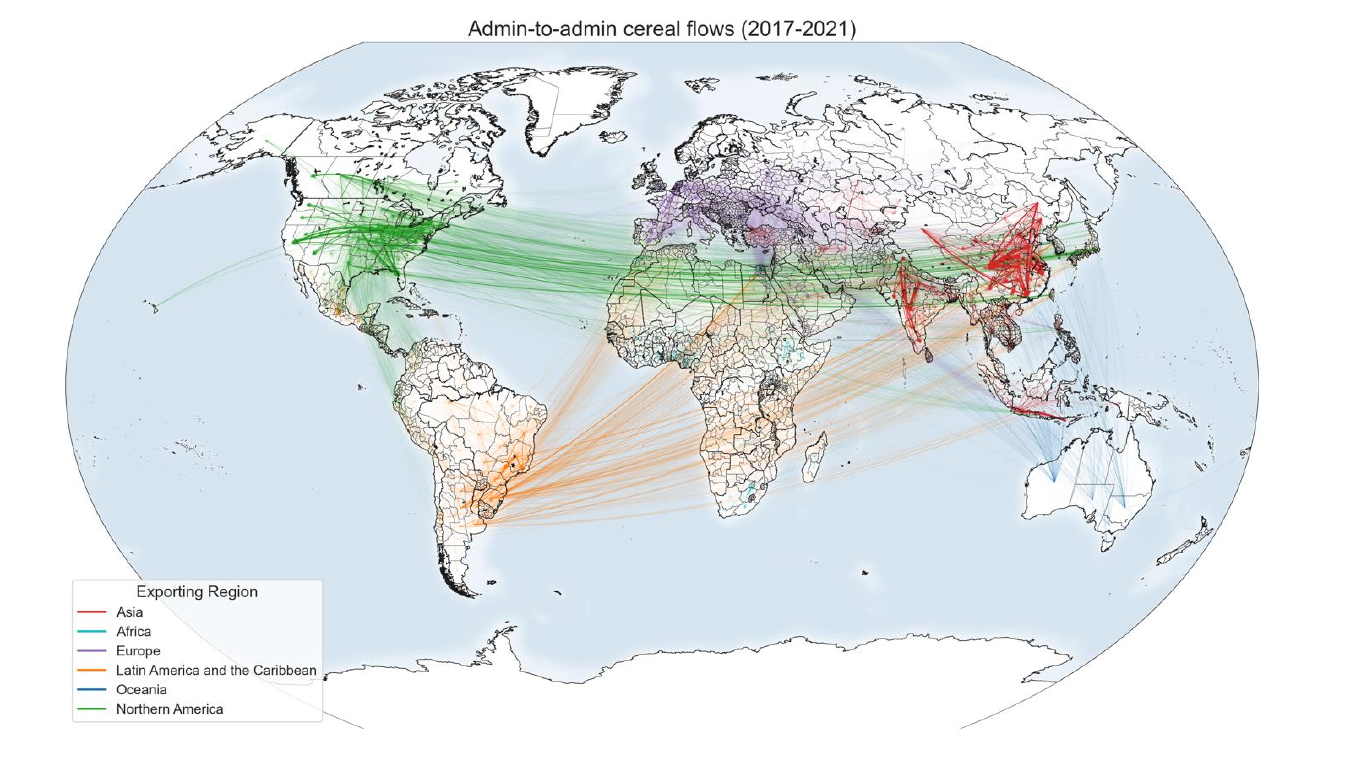 Admin-to-admin cereal flows (2017-2021)
Exporting Region
Asia
Africa
Europe
Latin America and the Caribbean
Oceania
Northern America